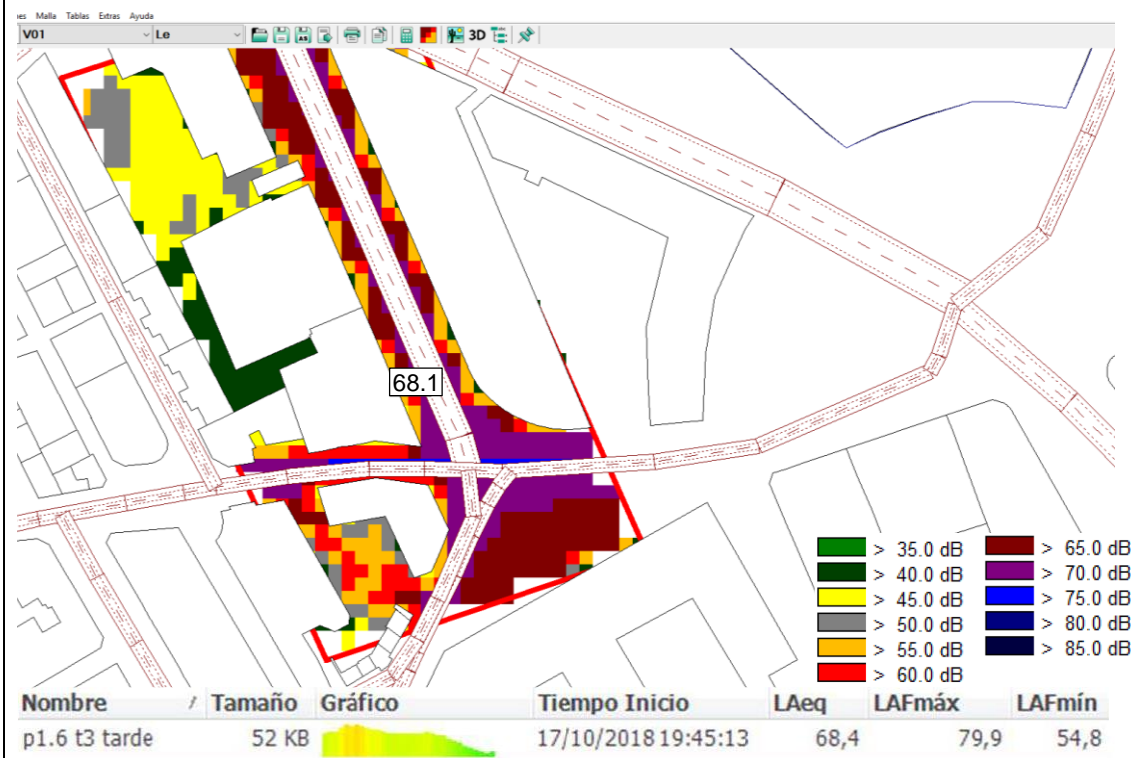 nes Malla Tablas Extras Ayuda
V01 Le 3D
68.1
> 35.0 dB > 65.0 dB
> 40.0 dB > 70.0 dB
> 45.0 dB > 75.0 dB
> 50.0 dB > 80.0 dB
> 55.0 dB > 85.0 dB
> 60.0 dB
Nombre / Tamaño Gráfico Tiempo Inicio LAeq LAFmáx LAFmín
p1.6 t3 tarde 52 KB 17/10/2018 19:45:13 68,4 79,9 54,8